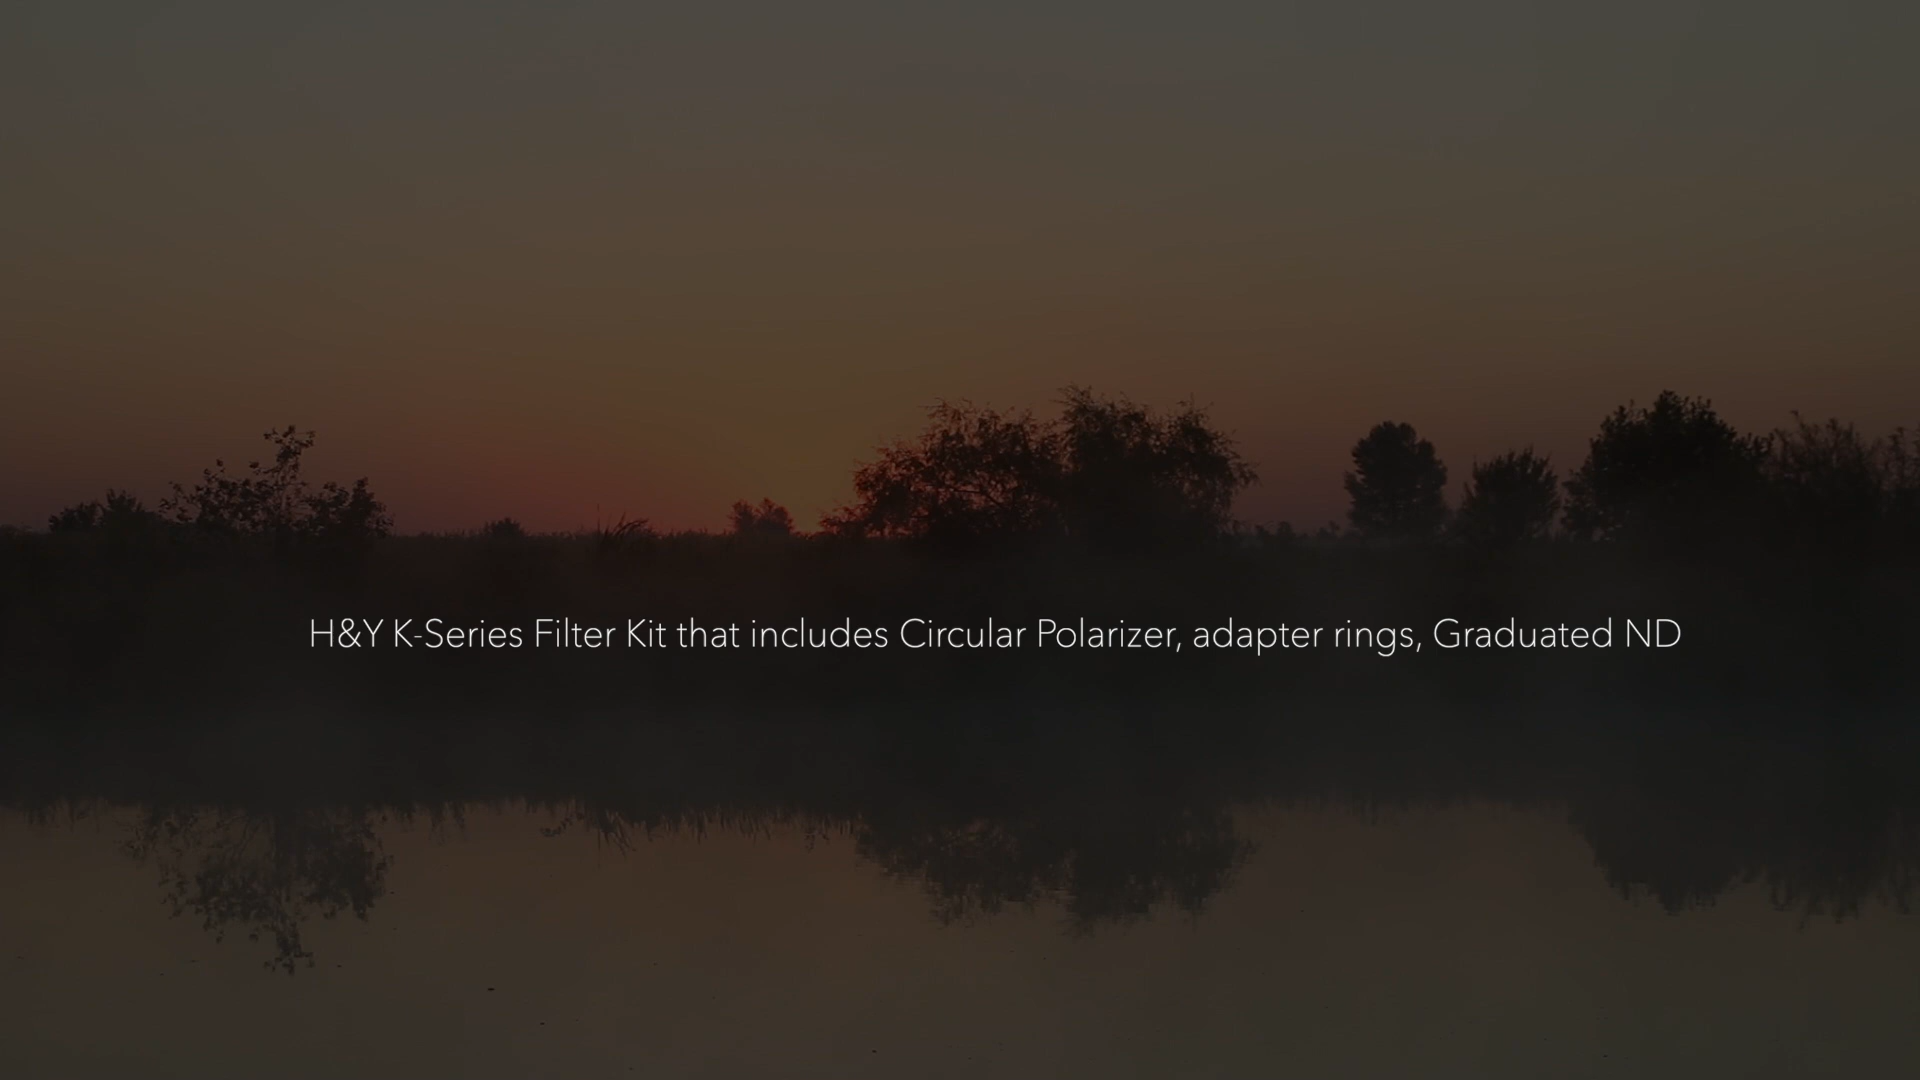 H&Y K-Series Filter Kit that includes Circular Polarizer, adapter rings, Graduated ND